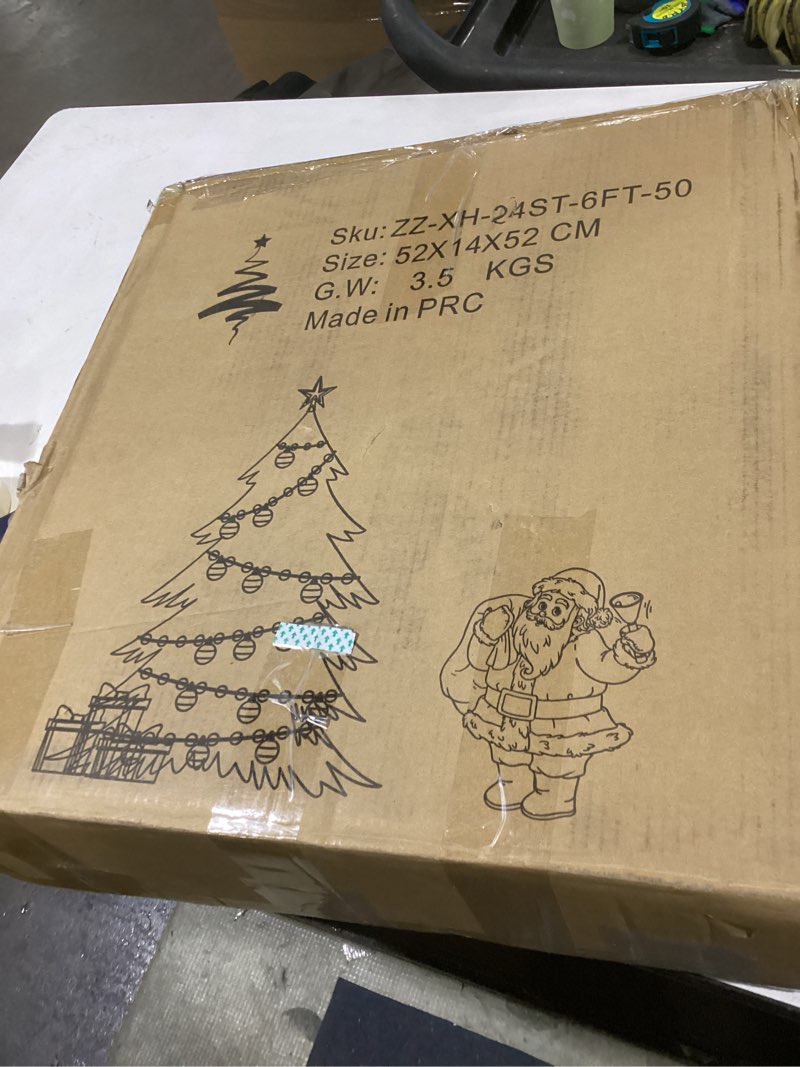 Sku: ZZ-XH-24ST-6FT-50
Size: 52X14X52 CM
G.W: 3.5 KGS
Made in PRC